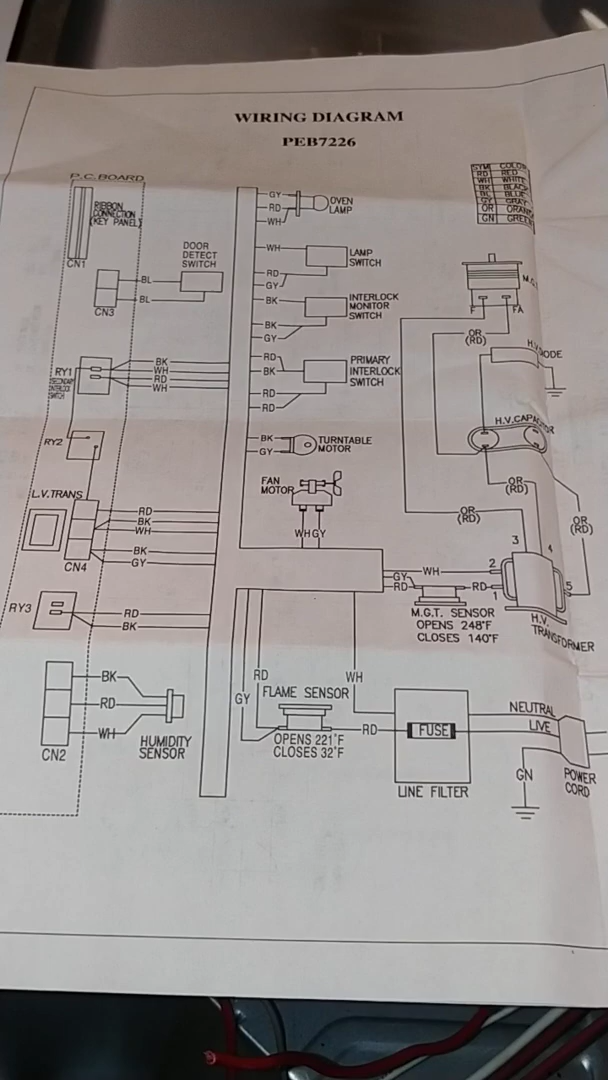 WIRING DIAGRAM
PEB7226
P.C. BOARD
RIBBON
CONNECTION
(KEY PANEL)
CN1
DOOR
DETECT
SWITCH
BL
BL
CN3
RY1
SECONDARY
INTERLOCK
SWITCH
BK
WH
RD
WH
RY2
L.V.TRANS
RD
BK
WH
BK
GY
CN4
RY3
RD
BK
BK
RD
WH
CN2
HUMIDITY
SENSOR
GY
RD
WH
OVEN
LAMP
WH
RD
GY
LAMP
SWITCH
BK
BK
GY
INTERLOCK
MONITOR
SWITCH
RD
BK
RD
RD
PRIMARY
INTERLOCK
SWITCH
BK
GY
TURNTABLE
MOTOR
FAN
MOTOR
WH GY
SYM COLO
RD RED
WH WHITE
BK BLACK
BL BLUE
GY GRAY
OR ORAN
GN GREE
M.G.T
F FA
OR
(RD)
H.V.DIODE
H.V.CAPACITOR
OR
(RD)
OR
(RD)
OR
(RD)
3 4
2
1
5
WH
GY
RD
RD
M.G.T. SENSOR
OPENS 248°F
CLOSES 140°F
H.V.
TRANSFORMER
GY
RD
WH
FLAME SENSOR
OPENS 221°F
CLOSES 32°F
RD
FUSE
LINE FILTER
NEUTRAL
LIVE
GN
POWER
CORD